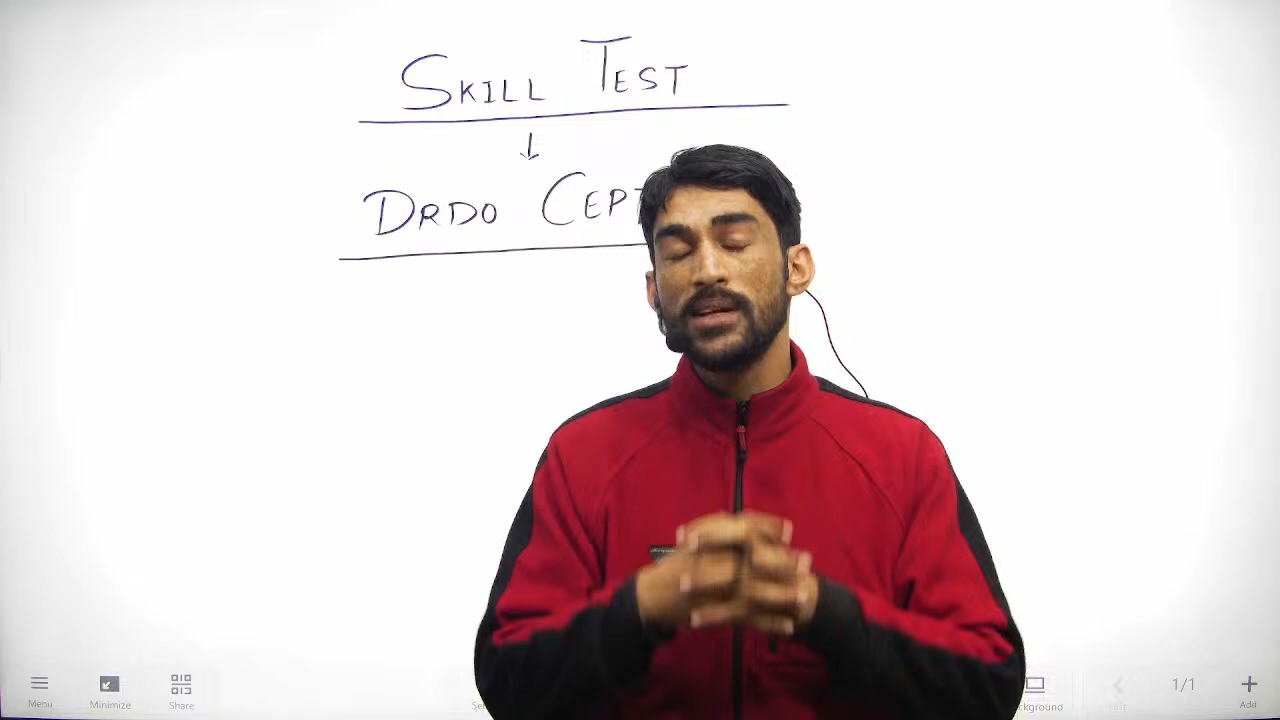 SKILL TEST
↓
DRDO CEPT
Menu
Minimize
Share
1/1
Add